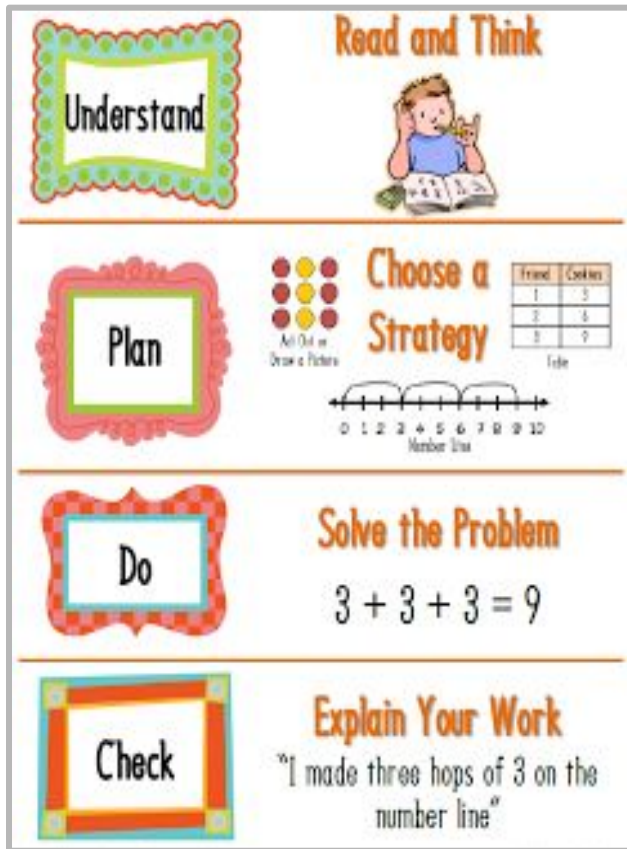 Understand
Read and Think
Plan
Act Out or
Draw a Picture
Choose a
Strategy
Friend Cookies
1 3
2 6
3 9
Table
0 1 2 3 4 5 6 7 8 9 10
Number Line
Do
Solve the Problem
3 + 3 + 3 = 9
Check
Explain Your Work
"I made three hops of 3 on the
number line"